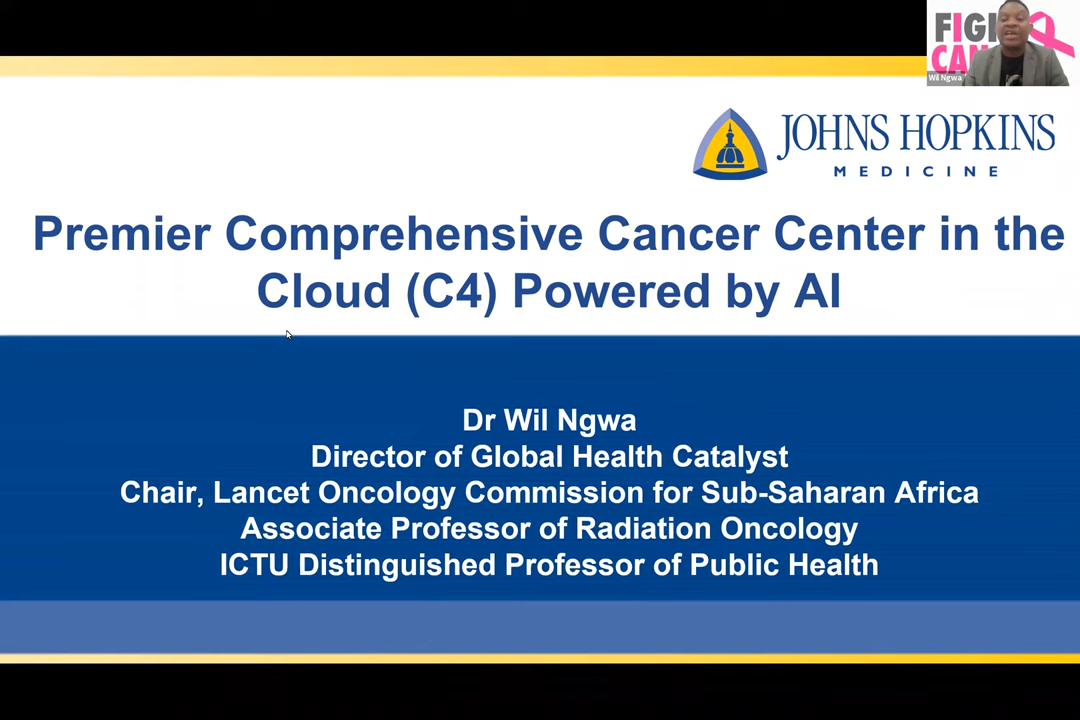 FIGH
CAN
Wil Ngwa
JOHNS HOPKINS
MEDICINE
Premier Comprehensive Cancer Center in the
Cloud (C4) Powered by AI
Dr Wil Ngwa
Director of Global Health Catalyst
Chair, Lancet Oncology Commission for Sub-Saharan Africa
Associate Professor of Radiation Oncology
ICTU Distinguished Professor of Public Health